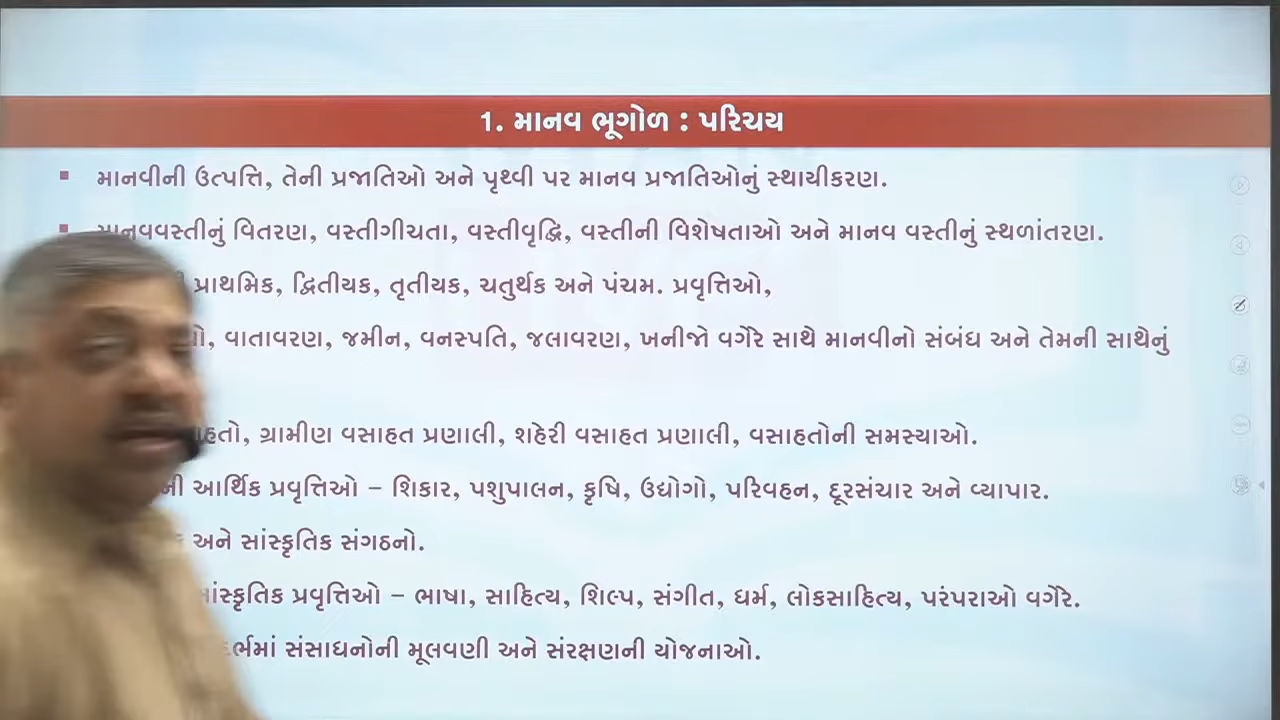 1. માનવ ભૂગોળ : પરિચય
માનવીની ઉત્પત્તિ, તેની પ્રજાતિઓ અને પૃથ્વી પર માનવ પ્રજાતિઓનું સ્થાયીકરણ.
માનવવસ્તીનું વિતરણ, વસ્તીગીચતા, વસ્તીવૃદ્ધિ, વસ્તીની વિશેષતાઓ અને માનવ વસ્તીનું સ્થળાંતરણ.
પ્રાથમિક, દ્વિતીયક, તૃતીયક, ચતુર્થક અને પંચમ. પ્રવૃત્તિઓ,
વાતાવરણ, જમીન, વનસ્પતિ, જલાવરણ, ખનીજો વગેરે સાથે માનવીનો સંબંધ અને તેમની સાથેનું
ગ્રામીણ વસાહત પ્રણાલી, શહેરી વસાહત પ્રણાલી, વસાહતોની સમસ્યાઓ.
આર્થિક પ્રવૃત્તિઓ – શિકાર, પશુપાલન, કૃષિ, ઉદ્યોગો, પરિવહન, દૂરસંચાર અને વ્યાપાર.
અને સાંસ્કૃતિક સંગઠનો.
સાંસ્કૃતિક પ્રવૃત્તિઓ – ભાષા, સાહિત્ય, શિલ્પ, સંગીત, ધર્મ, લોકસાહિત્ય, પરંપરાઓ વગેરે.
સંસાધનોની મૂલવણી અને સંરક્ષણની યોજનાઓ.